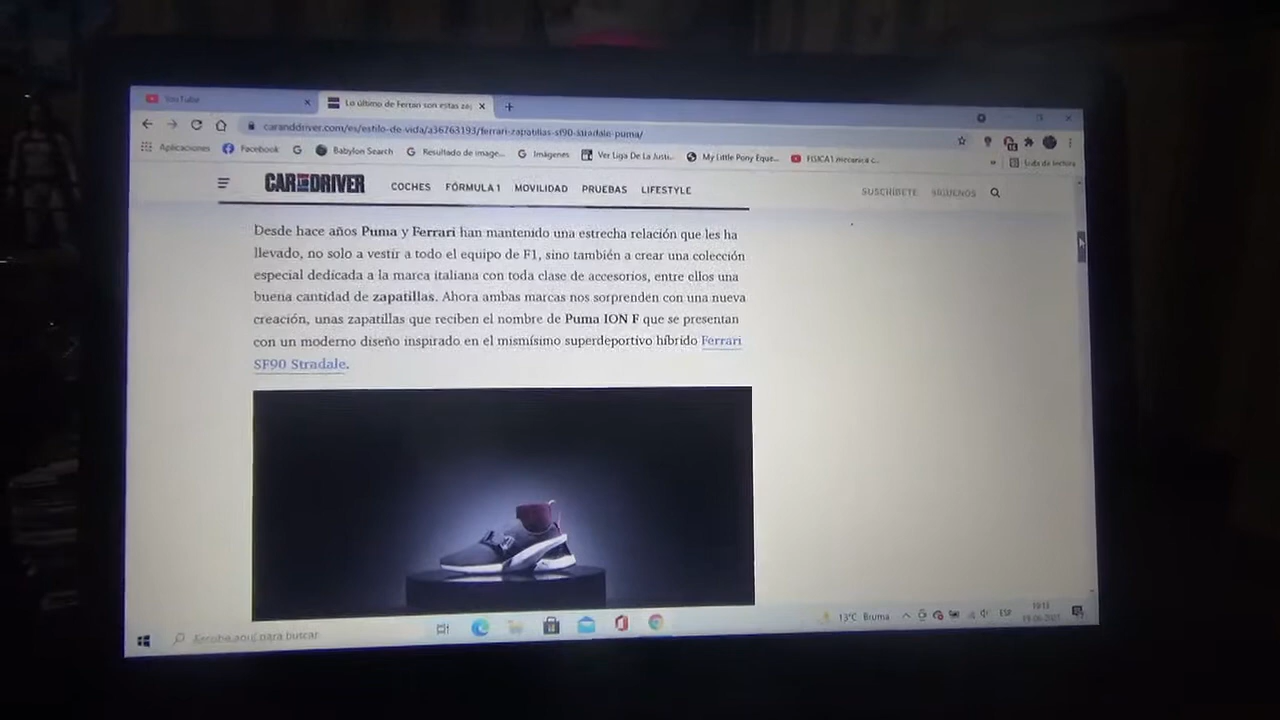 YouTube
Lo último de Ferrari son estas za
caranddriver.com/es/estilo-de-vida/a36763193/ferrari-zapatillas-sf90-stradale-puma/
Aplicaciones Facebook Babylon Search Resultado de image... Imágenes Ver Liga De La Justi... My Little Pony Eque... FISICA1 mecanica c... » Lista de lectura
CAR AND DRIVER COCHES FÓRMULA 1 MOVILIDAD PRUEBAS LIFESTYLE SUSCRÍBETE SÍGUENOS
Desde hace años Puma y Ferrari han mantenido una estrecha relación que les ha
llevado, no solo a vestir a todo el equipo de F1, sino también a crear una colección
especial dedicada a la marca italiana con toda clase de accesorios, entre ellos una
buena cantidad de zapatillas. Ahora ambas marcas nos sorprenden con una nueva
creación, unas zapatillas que reciben el nombre de Puma ION F que se presentan
con un moderno diseño inspirado en el mismísimo superdeportivo híbrido Ferrari
SF90 Stradale.
Escribe aquí para buscar 13°C Bruma ESP